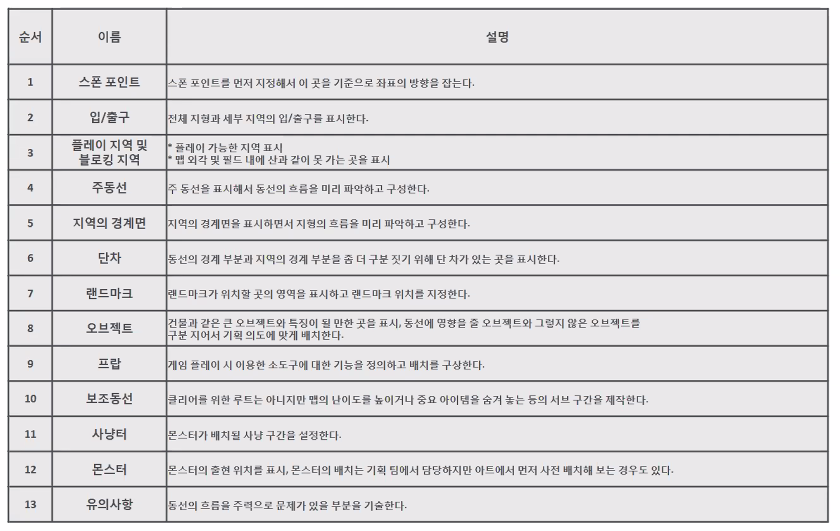 순서 이름 설명
1 스폰 포인트 스폰 포인트를 먼저 지정해서 이 곳을 기준으로 좌표의 방향을 잡는다.
2 입/출구 전체 지형과 세부 지역의 입/출구를 표시한다.
3 플레이 지역 및 * 플레이 가능한 지역 표시
블로킹 지역 * 맵 외각 및 필드 내에 산과 같이 못 가는 곳을 표시
4 주동선 주 동선을 표시해서 동선의 흐름을 미리 파악하고 구성한다.
5 지역의 경계면 지역의 경계면을 표시하면서 지형의 흐름을 미리 파악하고 구성한다.
6 단차 동선의 경계 부분과 지역의 경계 부분을 좀 더 구분 짓기 위해 단 차가 있는 곳을 표시한다.
7 랜드마크 랜드마크가 위치할 곳의 영역을 표시하고 랜드마크 위치를 지정한다.
8 오브젝트 건물과 같은 큰 오브젝트와 특징이 될 만한 곳을 표시, 동선에 영향을 줄 오브젝트와 그렇지 않은 오브젝트를
구분 지어서 기획 의도에 맞게 배치한다.
9 프랍 게임 플레이 시 이용한 소도구에 대한 기능을 정의하고 배치를 구상한다.
10 보조동선 클리어를 위한 루트는 아니지만 맵의 난이도를 높이거나 중요 아이템을 숨겨 놓는 등의 서브 구간을 제작한다.
11 사냥터 몬스터가 배치될 사냥 구간을 설정한다.
12 몬스터 몬스터의 출현 위치를 표시, 몬스터의 배치는 기획 팀에서 담당하지만 아트에서 먼저 사전 배치해 보는 경우도 있다.
13 유의사항 동선의 흐름을 주력으로 문제가 있을 부분을 기술한다.